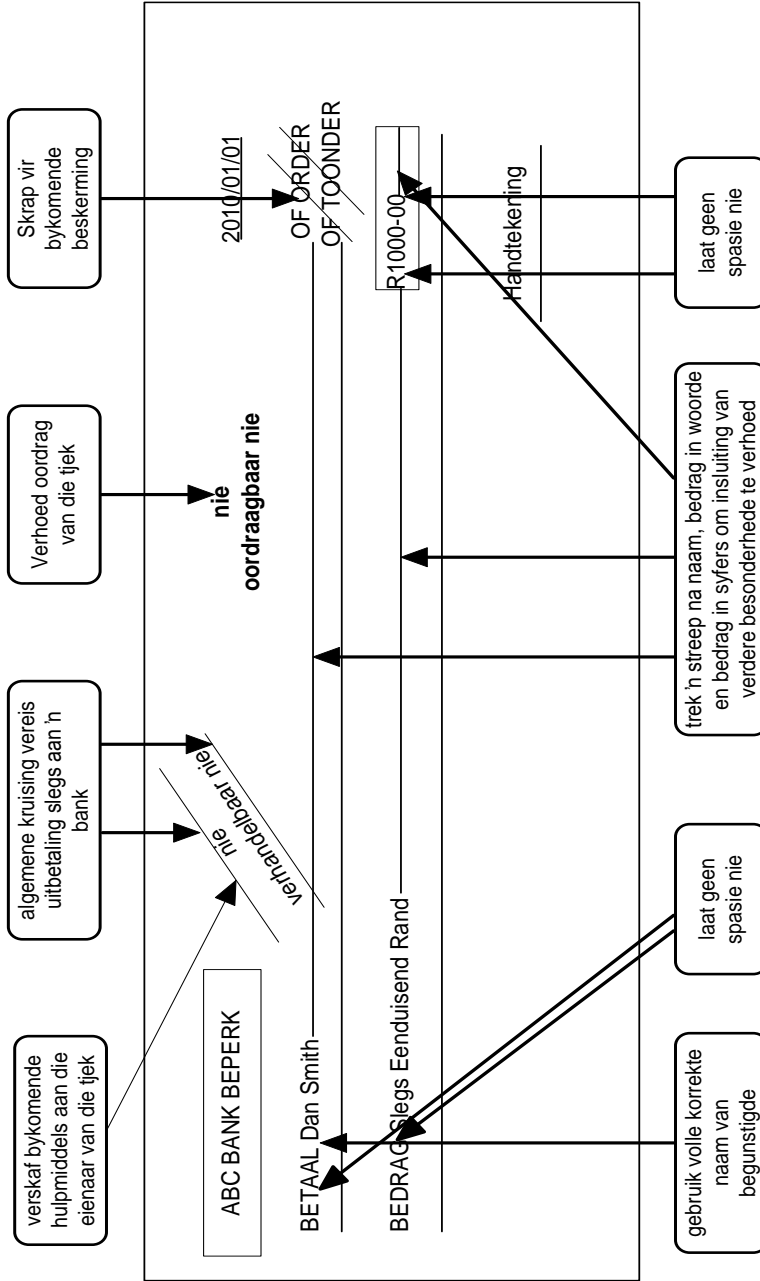 verskaf bykomende
hulpmiddels aan die
eienaar van die tjek
algemene kruising vereis
uitbetaling slegs aan 'n
bank
Verhoed oordrag
van die tjek
Skrap vir
bykomende
beskerming
ABC BANK BEPERK
nie
verhandelbaar nie
nie
oordraagbaar nie
2010/01/01
BETAAL Dan Smith
OF ORDER
OF TOONDER
BEDRAG Slegs Eenduisend Rand
R1000-00
Handtekening
gebruik volle korrekte
naam van
begunstigde
laat geen
spasie nie
trek 'n streep na naam, bedrag in woorde
en bedrag in syfers om insluiting van
verdere besonderhede te verhoed
laat geen
spasie nie